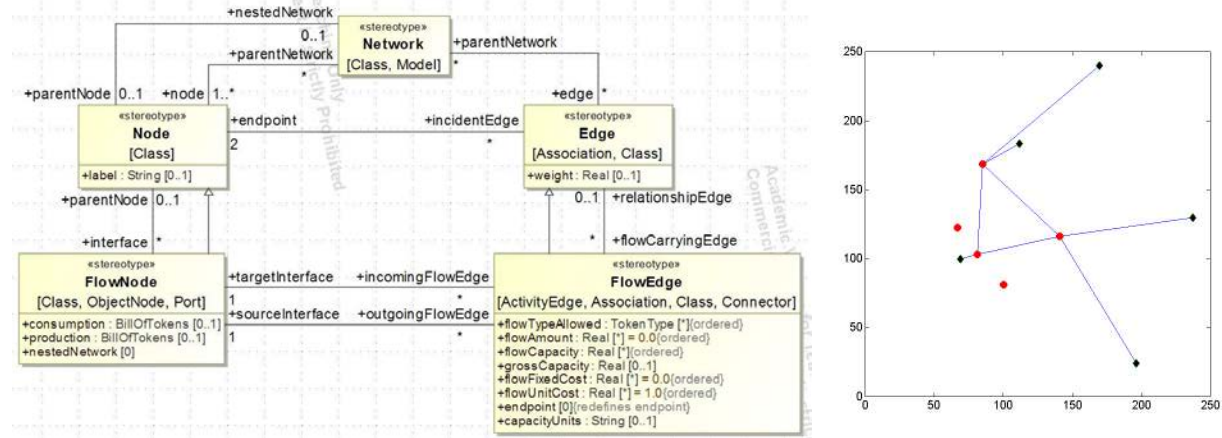 +nestedNetwork
0..1
«stereotype»
Network
[Class, Model]
+parentNetwork
*
+parentNetwork
*
+parentNode
0..1
+node
1..*
+edge
*
«stereotype»
Node
[Class]
+label : String [0..1]
+endpoint
2
+incidentEdge
*
«stereotype»
Edge
[Association, Class]
+weight : Real [0..1]
+parentNode
0..1
+interface
*
0..1
+relationshipEdge
*
+flowCarryingEdge
«stereotype»
FlowNode
[Class, ObjectNode, Port]
+consumption : BillOfTokens [0..1]
+production : BillOfTokens [0..1]
+nestedNetwork [0]
+targetInterface
1
+incomingFlowEdge
*
+sourceInterface
1
+outgoingFlowEdge
*
«stereotype»
FlowEdge
[ActivityEdge, Association, Class, Connector]
+flowTypeAllowed : TokenType [*]{ordered}
+flowAmount : Real [*] = 0.0{ordered}
+flowCapacity : Real [*]{ordered}
+grossCapacity : Real [0..1]
+flowFixedCost : Real [*] = 0.0{ordered}
+flowUnitCost : Real [*] = 1.0{ordered}
+endpoint [0]{redefines endpoint}
+capacityUnits : String [0..1]
250
200
150
100
50
0
0
50
100
150
200
250